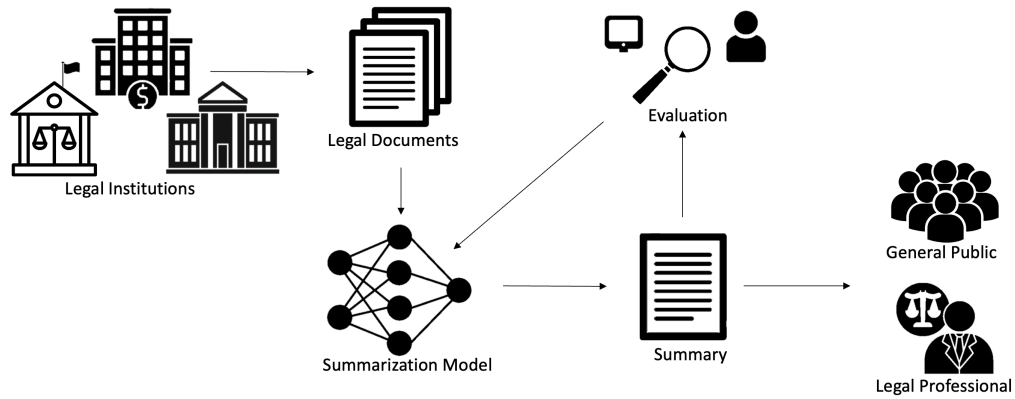 Legal Institutions
Legal Documents
Evaluation
General Public
Summarization Model
Summary
Legal Professional